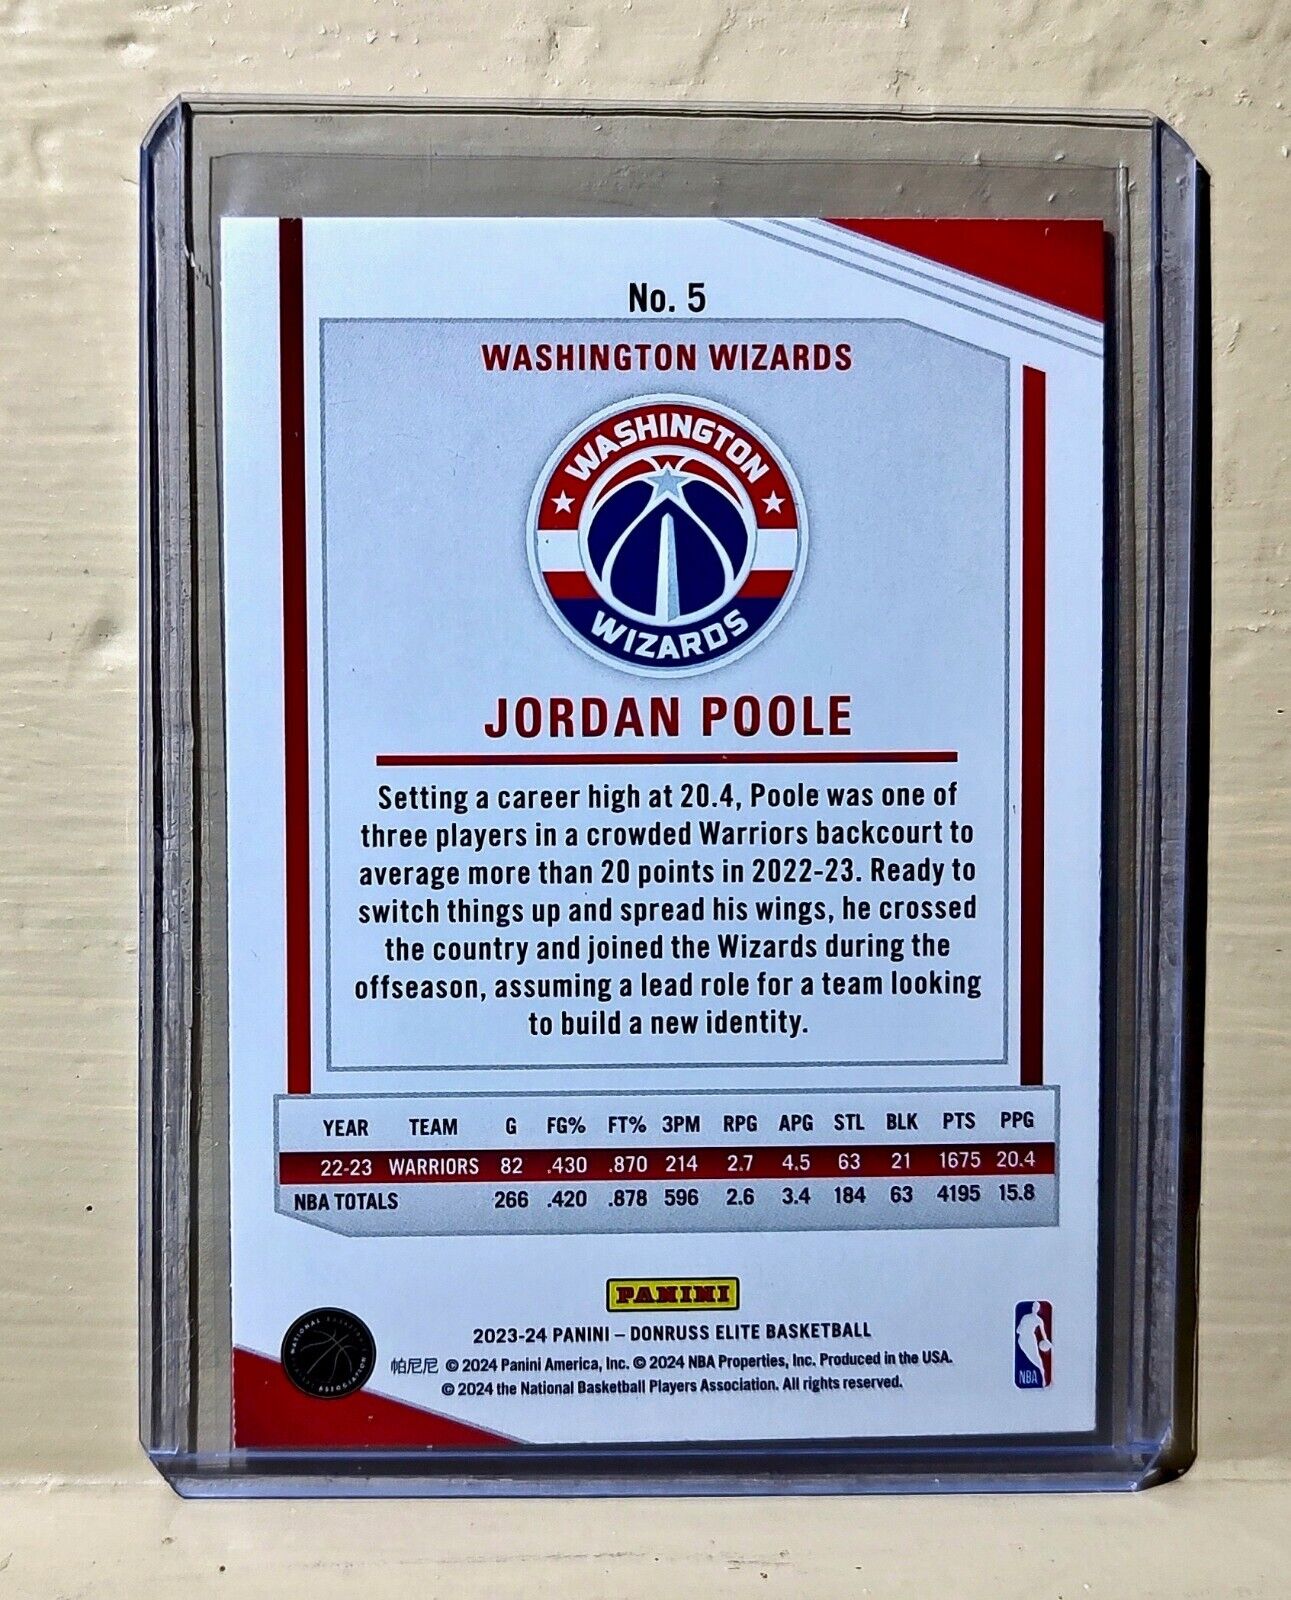 No. 5
WASHINGTON WIZARDS
WASHINGTON
WIZARDS
JORDAN POOLE
Setting a career high at 20.4, Poole was one of
three players in a crowded Warriors backcourt to
average more than 20 points in 2022-23. Ready to
switch things up and spread his wings, he crossed
the country and joined the Wizards during the
offseason, assuming a lead role for a team looking
to build a new identity.
YEAR TEAM G FG% FT% 3PM RPG APG STL BLK PTS PPG
22-23 WARRIORS 82 .430 .870 214 2.7 4.5 63 21 1675 20.4
NBA TOTALS 266 .420 .878 596 2.6 3.4 184 63 4195 15.8
PANINI
2023-24 PANINI – DONRUSS ELITE BASKETBALL
帕尼尼 © 2024 Panini America, Inc. © 2024 NBA Properties, Inc. Produced in the USA.
© 2024 the National Basketball Players Association. All rights reserved.
NATIONAL BASKETBALL
ASSOCIATION
NBA